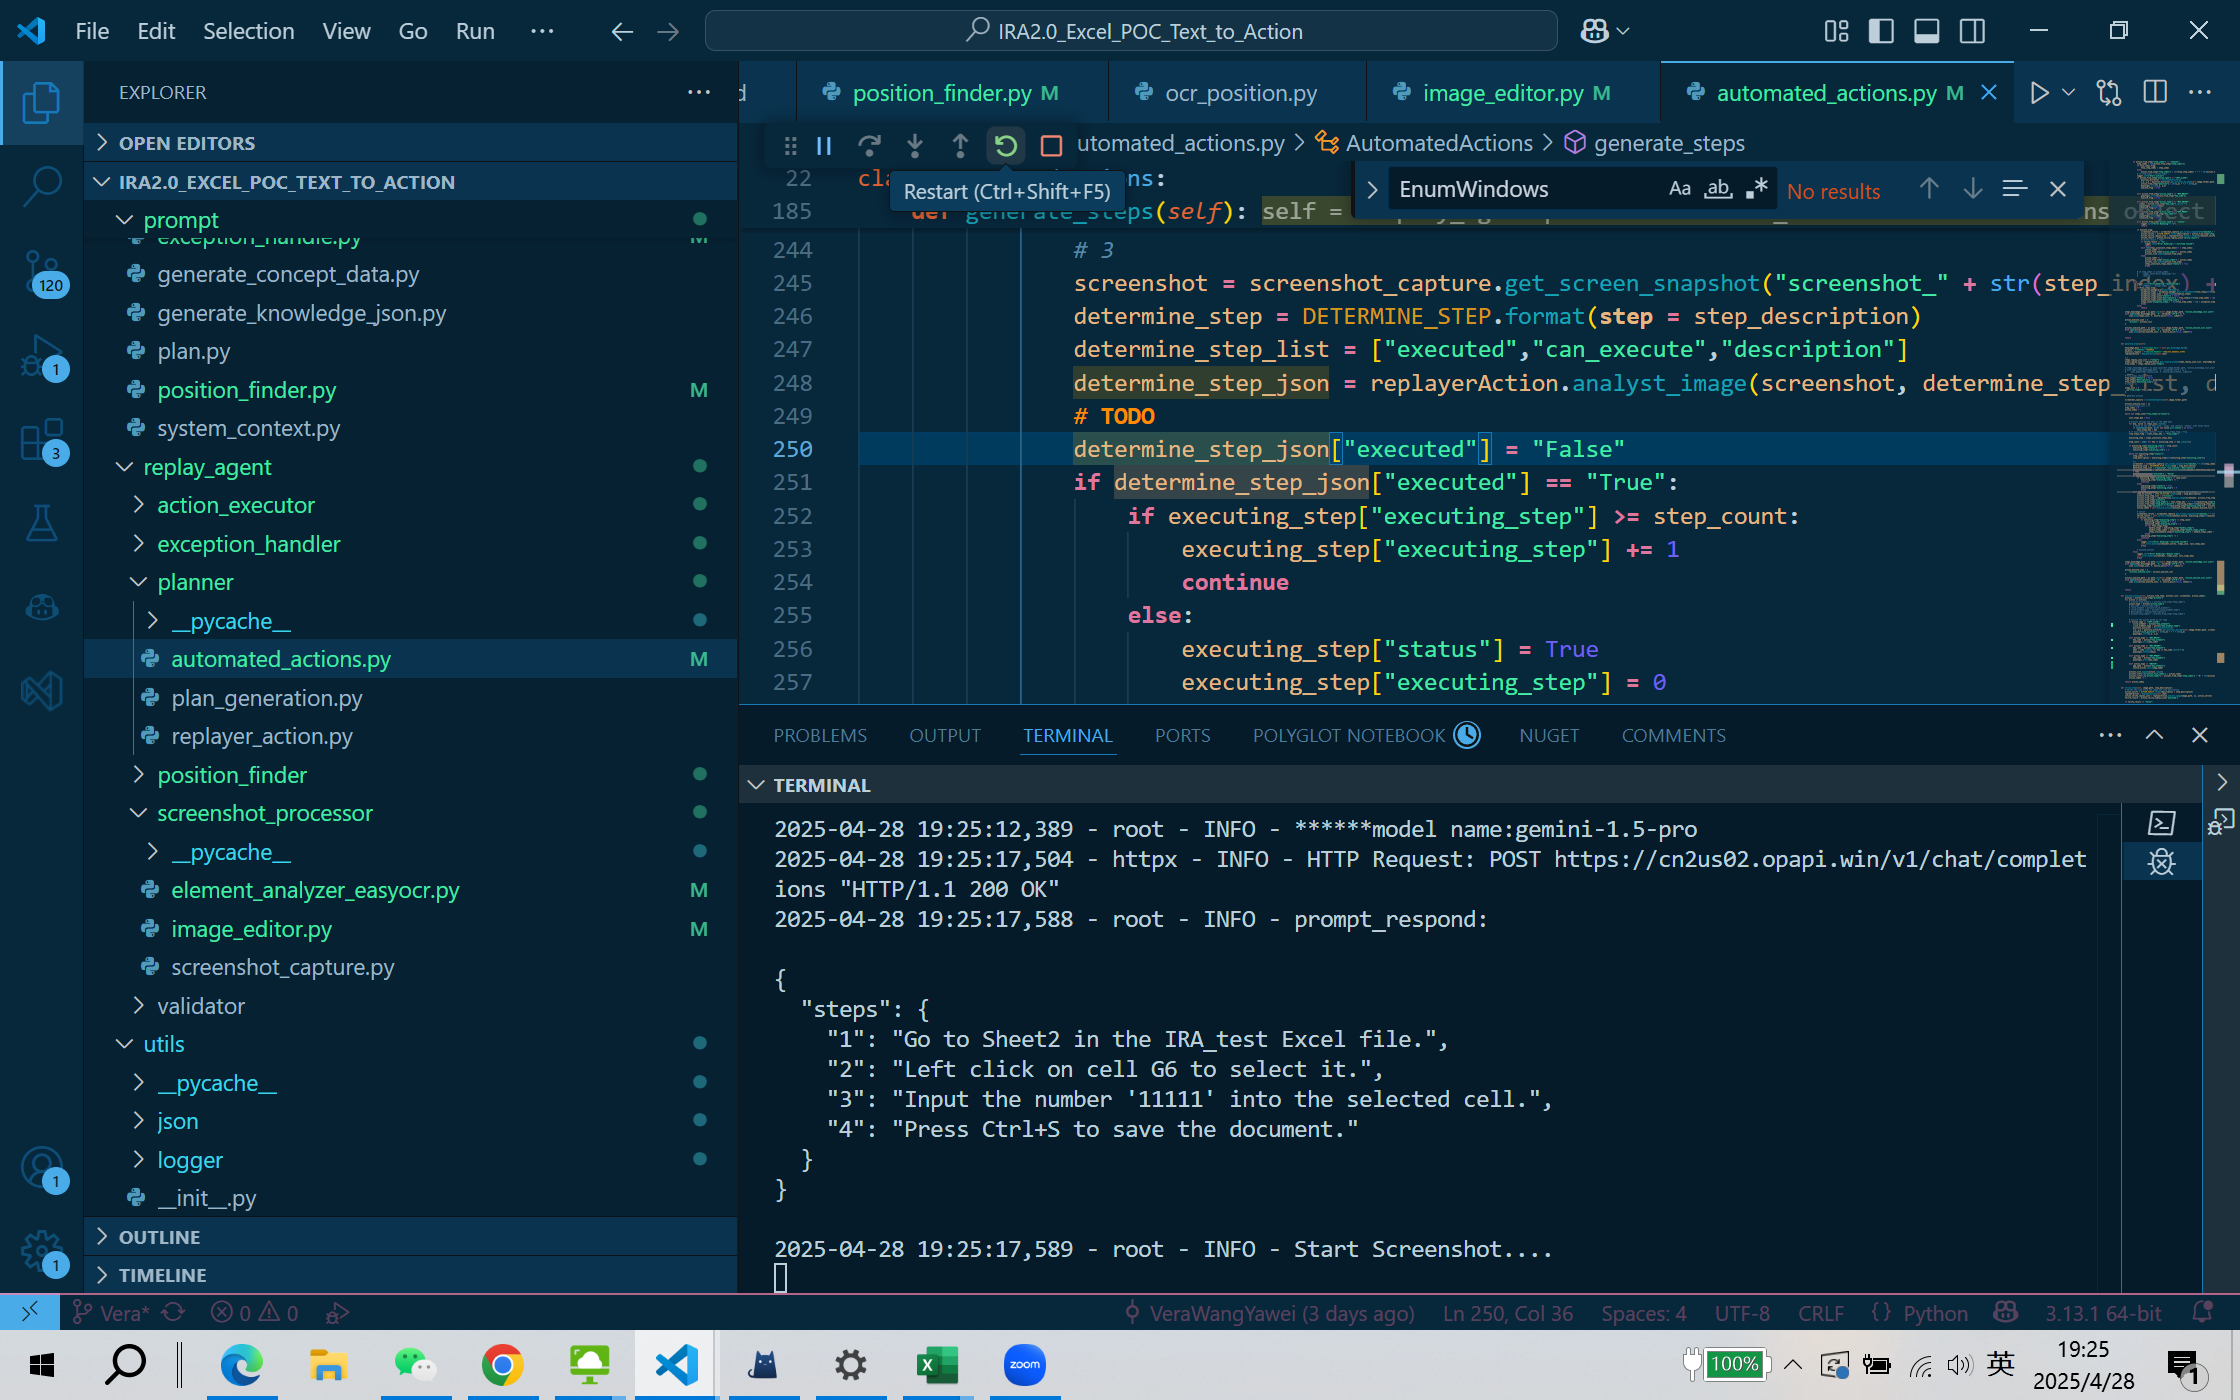 File Edit Selection View Go Run
IRA2.0_Excel_POC_Text_to_Action
EXPLORER
OPEN EDITORS
IRA2.0_EXCEL_POC_TEXT_TO_ACTION
prompt
exception_handle.py M
generate_concept_data.py
generate_knowledge_json.py
plan.py
position_finder.py M
system_context.py
replay_agent
action_executor
exception_handler
planner
__pycache__
automated_actions.py M
plan_generation.py
replayer_action.py
position_finder
screenshot_processor
__pycache__
element_analyzer_easyocr.py M
image_editor.py M
screenshot_capture.py
validator
utils
__pycache__
json
logger
__init__.py
OUTLINE
TIMELINE
120
1
3
1
1
position_finder.py M
ocr_position.py
image_editor.py M
automated_actions.py M
utomated_actions.py > AutomatedActions > generate_steps
Restart (Ctrl+Shift+F5)
EnumWindows Aa ab No results
22 cla ns:
185 def generate_steps(self): self =
244 # 3
245 screenshot = screenshot_capture.get_screen_snapshot("screenshot_" + str(step_index) +
246 determine_step = DETERMINE_STEP.format(step = step_description)
247 determine_step_list = ["executed","can_execute","description"]
248 determine_step_json = replayerAction.analyst_image(screenshot, determine_step_list, d
249 # TODO
250 determine_step_json["executed"] = "False"
251 if determine_step_json["executed"] == "True":
252 if executing_step["executing_step"] >= step_count:
253 executing_step["executing_step"] += 1
254 continue
255 else:
256 executing_step["status"] = True
257 executing_step["executing_step"] = 0
PROBLEMS OUTPUT TERMINAL PORTS POLYGLOT NOTEBOOK NUGET COMMENTS
TERMINAL
2025-04-28 19:25:12,389 - root - INFO - ******model name:gemini-1.5-pro
2025-04-28 19:25:17,504 - httpx - INFO - HTTP Request: POST https://cn2us02.opapi.win/v1/chat/complet
ions "HTTP/1.1 200 OK"
2025-04-28 19:25:17,588 - root - INFO - prompt_respond:
{
"steps": {
"1": "Go to Sheet2 in the IRA_test Excel file.",
"2": "Left click on cell G6 to select it.",
"3": "Input the number '11111' into the selected cell.",
"4": "Press Ctrl+S to save the document."
}
}
2025-04-28 19:25:17,589 - root - INFO - Start Screenshot....
Vera* 0 0 VeraWangYawei (3 days ago) Ln 250, Col 36 Spaces: 4 UTF-8 CRLF {} Python 3.13.1 64-bit
zoom
100%
英
19:25
2025/4/28
1